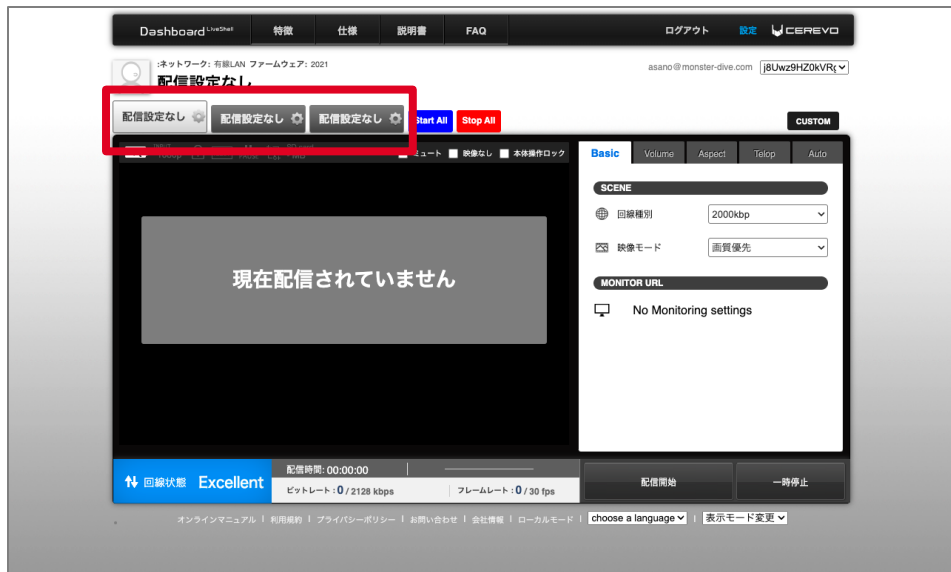 Dashboard LiveShell 特徴 仕様 説明書 FAQ ログアウト 設定 CEREVO
:ネットワーク: 有線LAN ファームウェア: 2021 asano@monster-dive.com j8Uwz9HZ0kVRç
配信設定なし
配信設定なし 配信設定なし 配信設定なし Start All Stop All CUSTOM
1080p ミュート 映像なし 本体操作ロック
Basic Volume Aspect Telop Auto
SCENE
回線種別 2000kbp
映像モード 画質優先
現在配信されていません
MONITOR URL
No Monitoring settings
回線状態 Excellent
配信時間: 00:00:00
ビットレート : 0 / 2128 kbps フレームレート : 0 / 30 fps
配信開始 一時停止
オンラインマニュアル | 利用規約 | プライバシーポリシー | お問い合わせ | 会社情報 | ローカルモード | choose a language | 表示モード変更